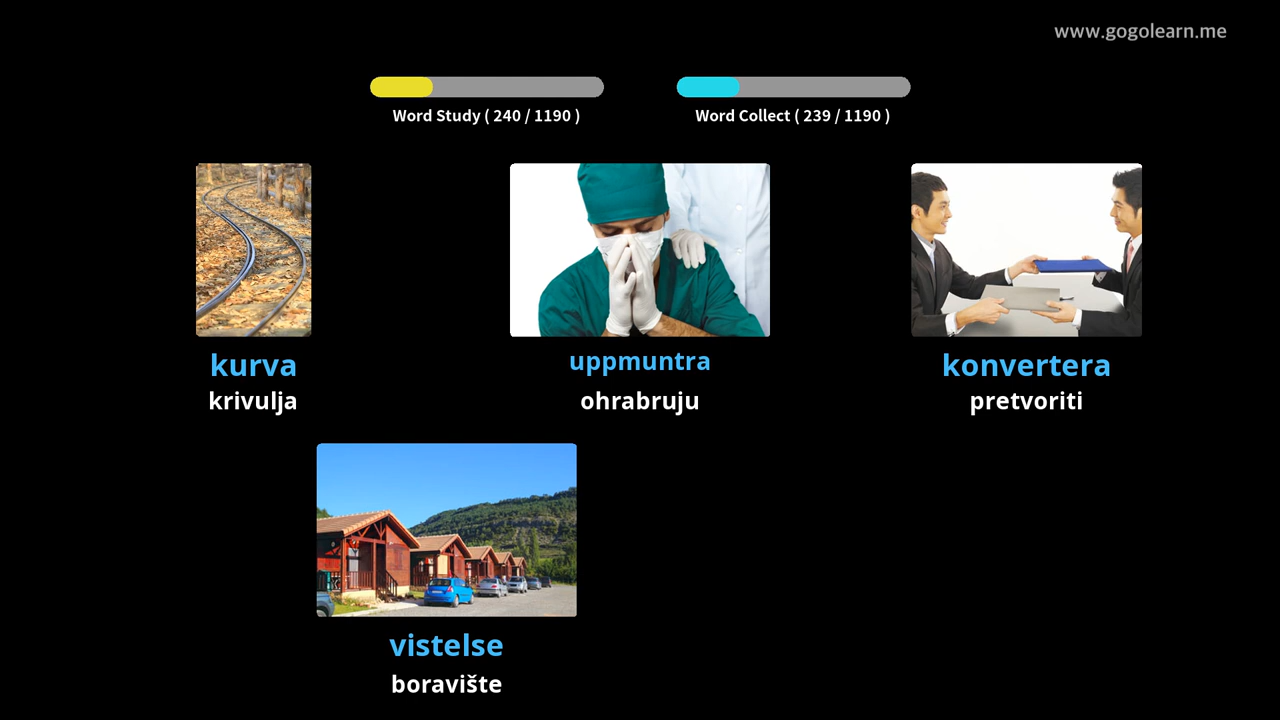 www.gogolearn.me
Word Study ( 240 / 1190 )
Word Collect ( 239 / 1190 )
kurva
krivulja
uppmuntra
ohrabruju
konvertera
pretvoriti
vistelse
boravište